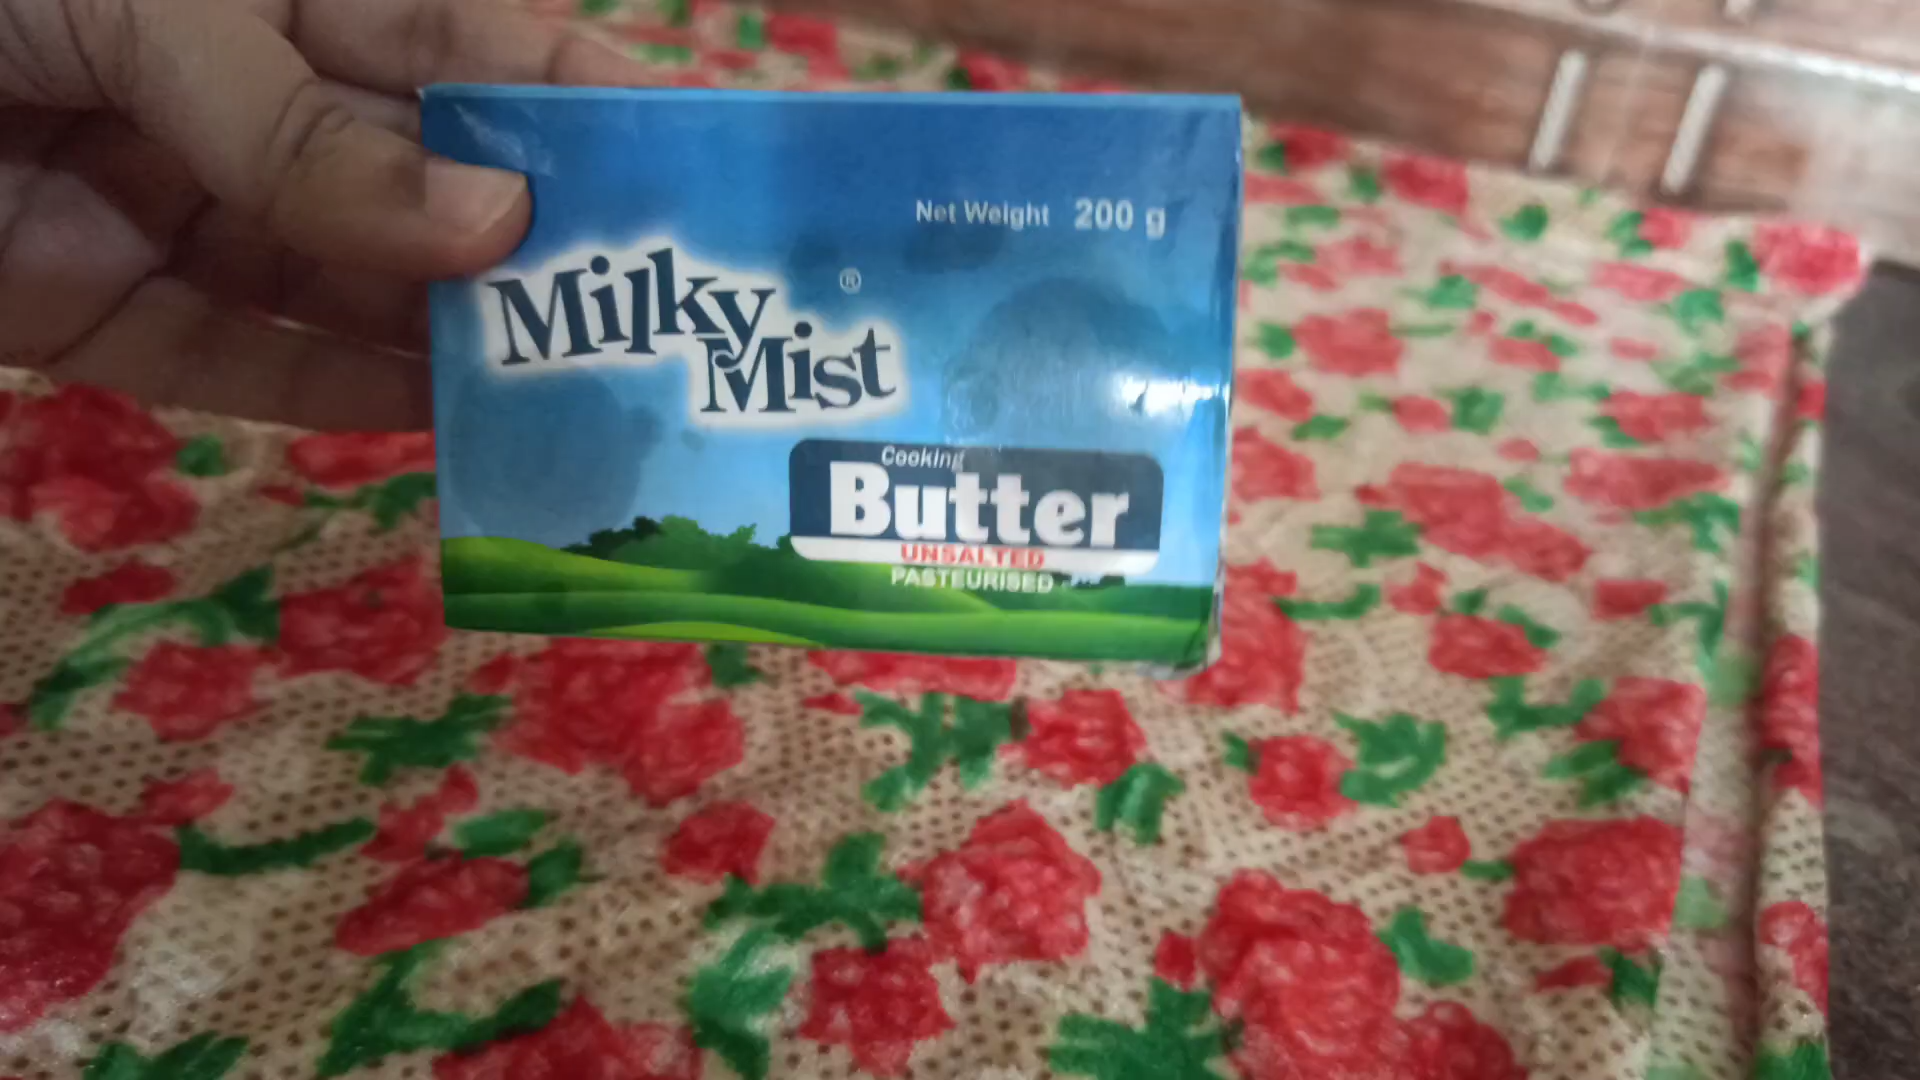 Net Weight 200 g
Milky
Mist ®
Cooking
Butter
UNSALTED
PASTEURISED